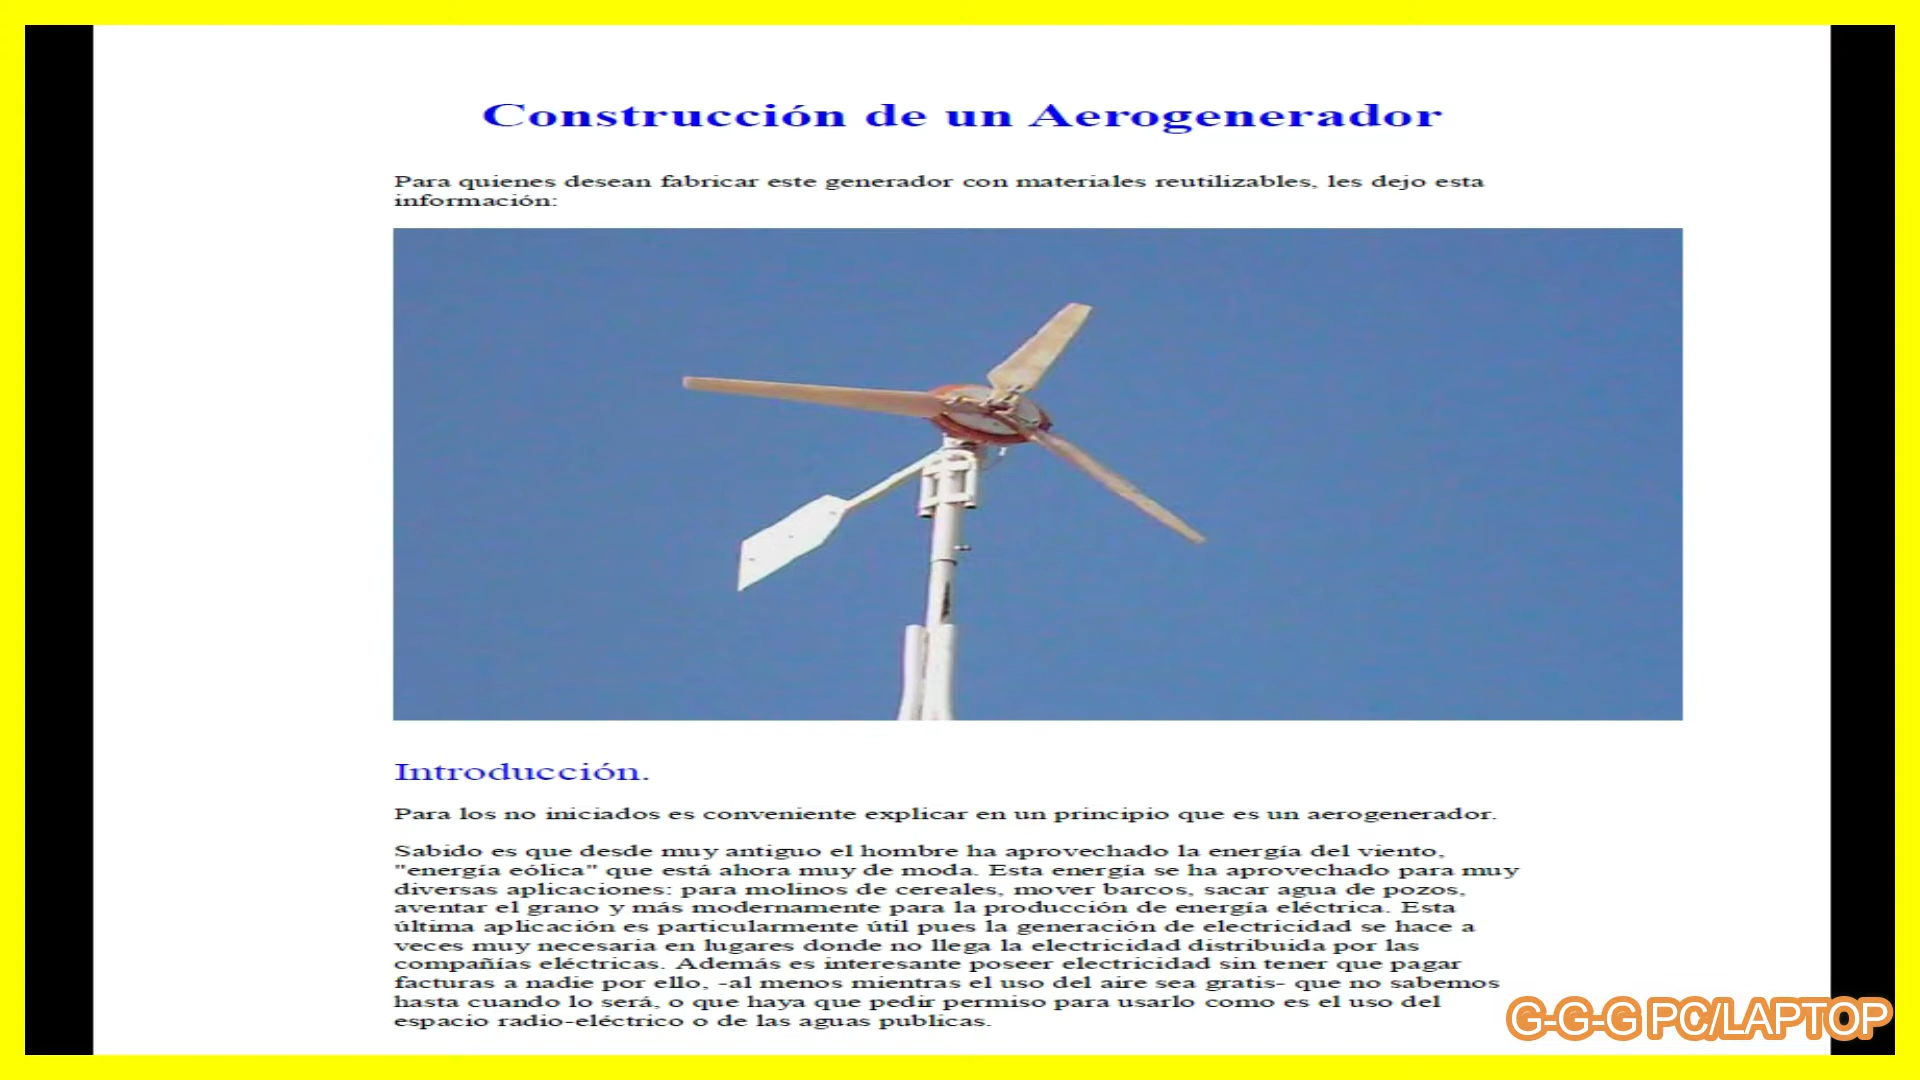 Construcción de un Aerogenerador
Para quienes desean fabricar este generador con materiales reutilizables, les dejo esta
información:
Introducción.
Para los no iniciados es conveniente explicar en un principio que es un aerogenerador.
Sabido es que desde muy antiguo el hombre ha aprovechado la energía del viento,
"energía eólica" que está ahora muy de moda. Esta energía se ha aprovechado para muy
diversas aplicaciones: para molinos de cereales, mover barcos, sacar agua de pozos,
aventar el grano y más modernamente para la producción de energía eléctrica. Esta
última aplicación es particularmente útil pues la generación de electricidad se hace a
veces muy necesaria en lugares donde no llega la electricidad distribuida por las
compañías eléctricas. Además es interesante poseer electricidad sin tener que pagar
facturas a nadie por ello, -al menos mientras el uso del aire sea gratis- que no sabemos
hasta cuando lo será, o que haya que pedir permiso para usarlo como es el uso del
espacio radio-eléctrico o de las aguas publicas.
G-G-G PC/LAPTOP